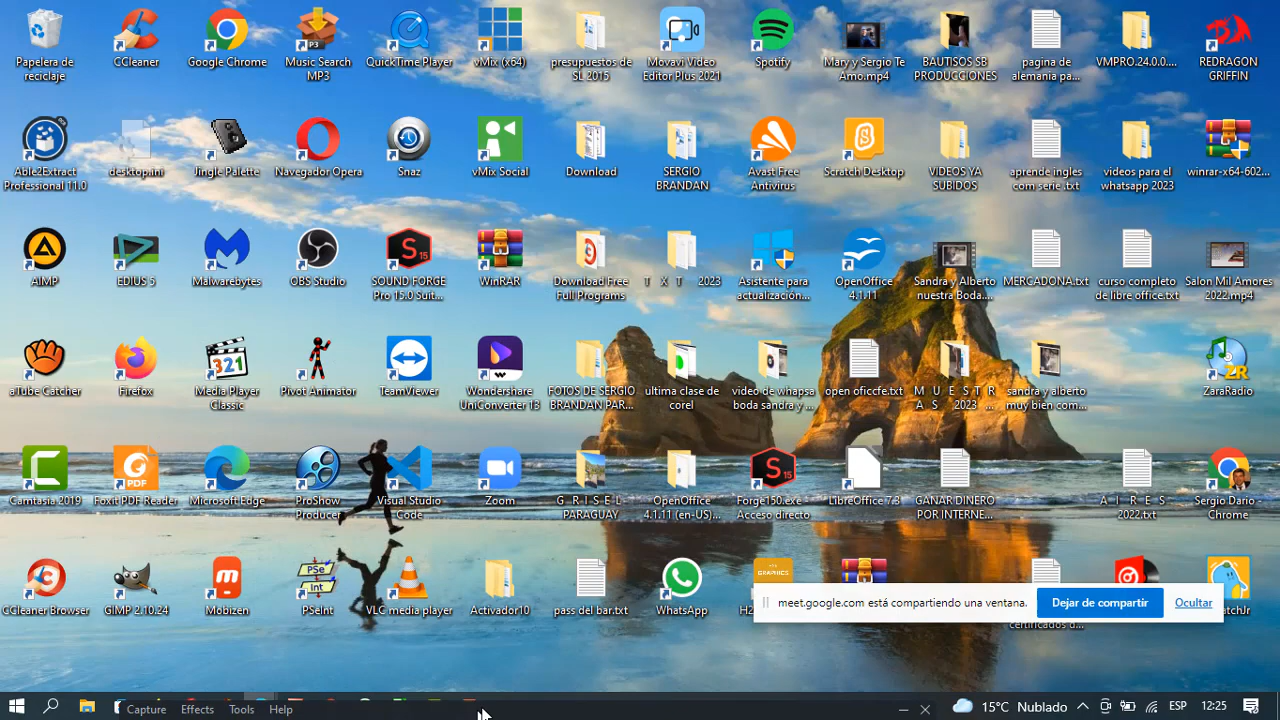 Papelera de
reciclaje
CCleaner
Google Chrome
Music Search
MP3
QuickTime Player
vMix (x64)
presupuestos de
SL 2015
Movavi Video
Editor Plus 2021
Spotify
Mary y Sergio Te
Amo.mp4
BAUTISOS SB
PRODUCCIONES
pagina de
alemania pa...
VMPRO.24.0.0....
REDRAGON
GRIFFIN
Able2Extract
Professional 11.0
desktop.ini
Jingle Palette
Navegador Opera
Snaz
vMix Social
Download
SERGIO
BRANDAN
Avast Free
Antivirus
Scratch Desktop
VIDEOS YA
SUBIDOS
aprende ingles
com serie .txt
videos para el
whatsapp 2023
winrar-x64-602...
AIMP
EDIUS 5
Malwarebytes
OBS Studio
SOUND FORGE
Pro 15.0 Suit...
WinRAR
Download Free
Full Programs
T X T 2023
Asistente para
actualización...
OpenOffice
4.1.11
Sandra y Alberto
nuestra Boda....
MERCADONA.txt
curso completo
de libre office.txt
Salon Mil Amores
2022.mp4
aTube Catcher
Firefox
Media Player
Classic
Pivot Animator
TeamViewer
Wondershare
UniConverter 13
FOTOS DE SERGIO
BRANDAN PAR...
ultima clase de
corel
video de whapsa
boda sandra y ...
open oficcfe.txt
M U E S T R
A S 2023 ...
sandra y alberto
muy bien com...
ZaraRadio
Camtasia 2019
Foxit PDF Reader
Microsoft Edge
ProShow
Producer
Visual Studio
Code
Zoom
G R I S E L
PARAGUAY
OpenOffice
4.1.11 (en-US)...
Forge150.exe -
Acceso directo
LibreOffice 7.3
GANAR DINERO
POR INTERNE...
A I R E S
2022.txt
Sergio Dario -
Chrome
CCleaner Browser
GIMP 2.10.24
Mobizen
PSeInt
VLC media player
Activador10
pass del bar.txt
WhatsApp
meet.google.com está compartiendo una ventana.
Dejar de compartir
Ocultar
certificados d...
Capture Effects Tools Help
15°C Nublado
ESP
12:25